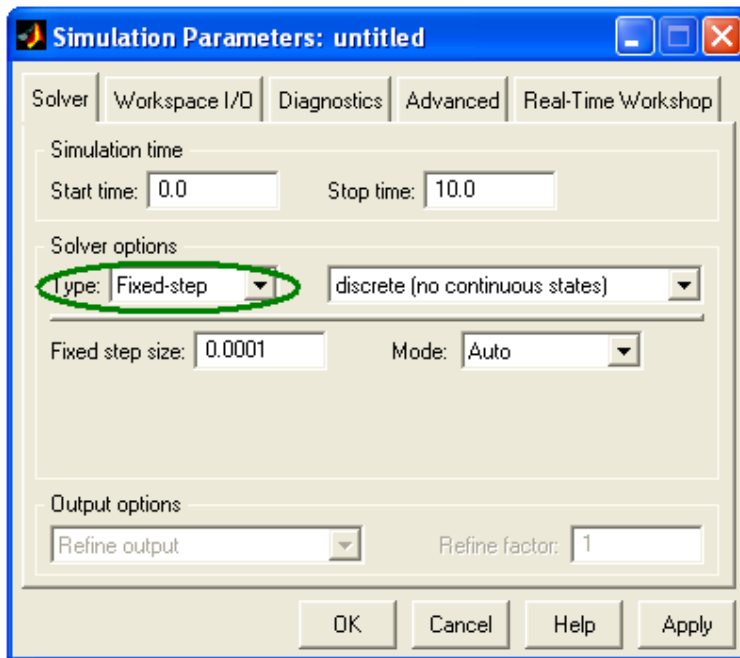 Simulation Parameters: untitled
Solver Workspace I/O Diagnostics Advanced Real-Time Workshop
Simulation time
Start time: 0.0 Stop time: 10.0
Solver options
Type: Fixed-step discrete (no continuous states)
Fixed step size: 0.0001 Mode: Auto
Output options
Refine output Refine factor: 1
OK Cancel Help Apply